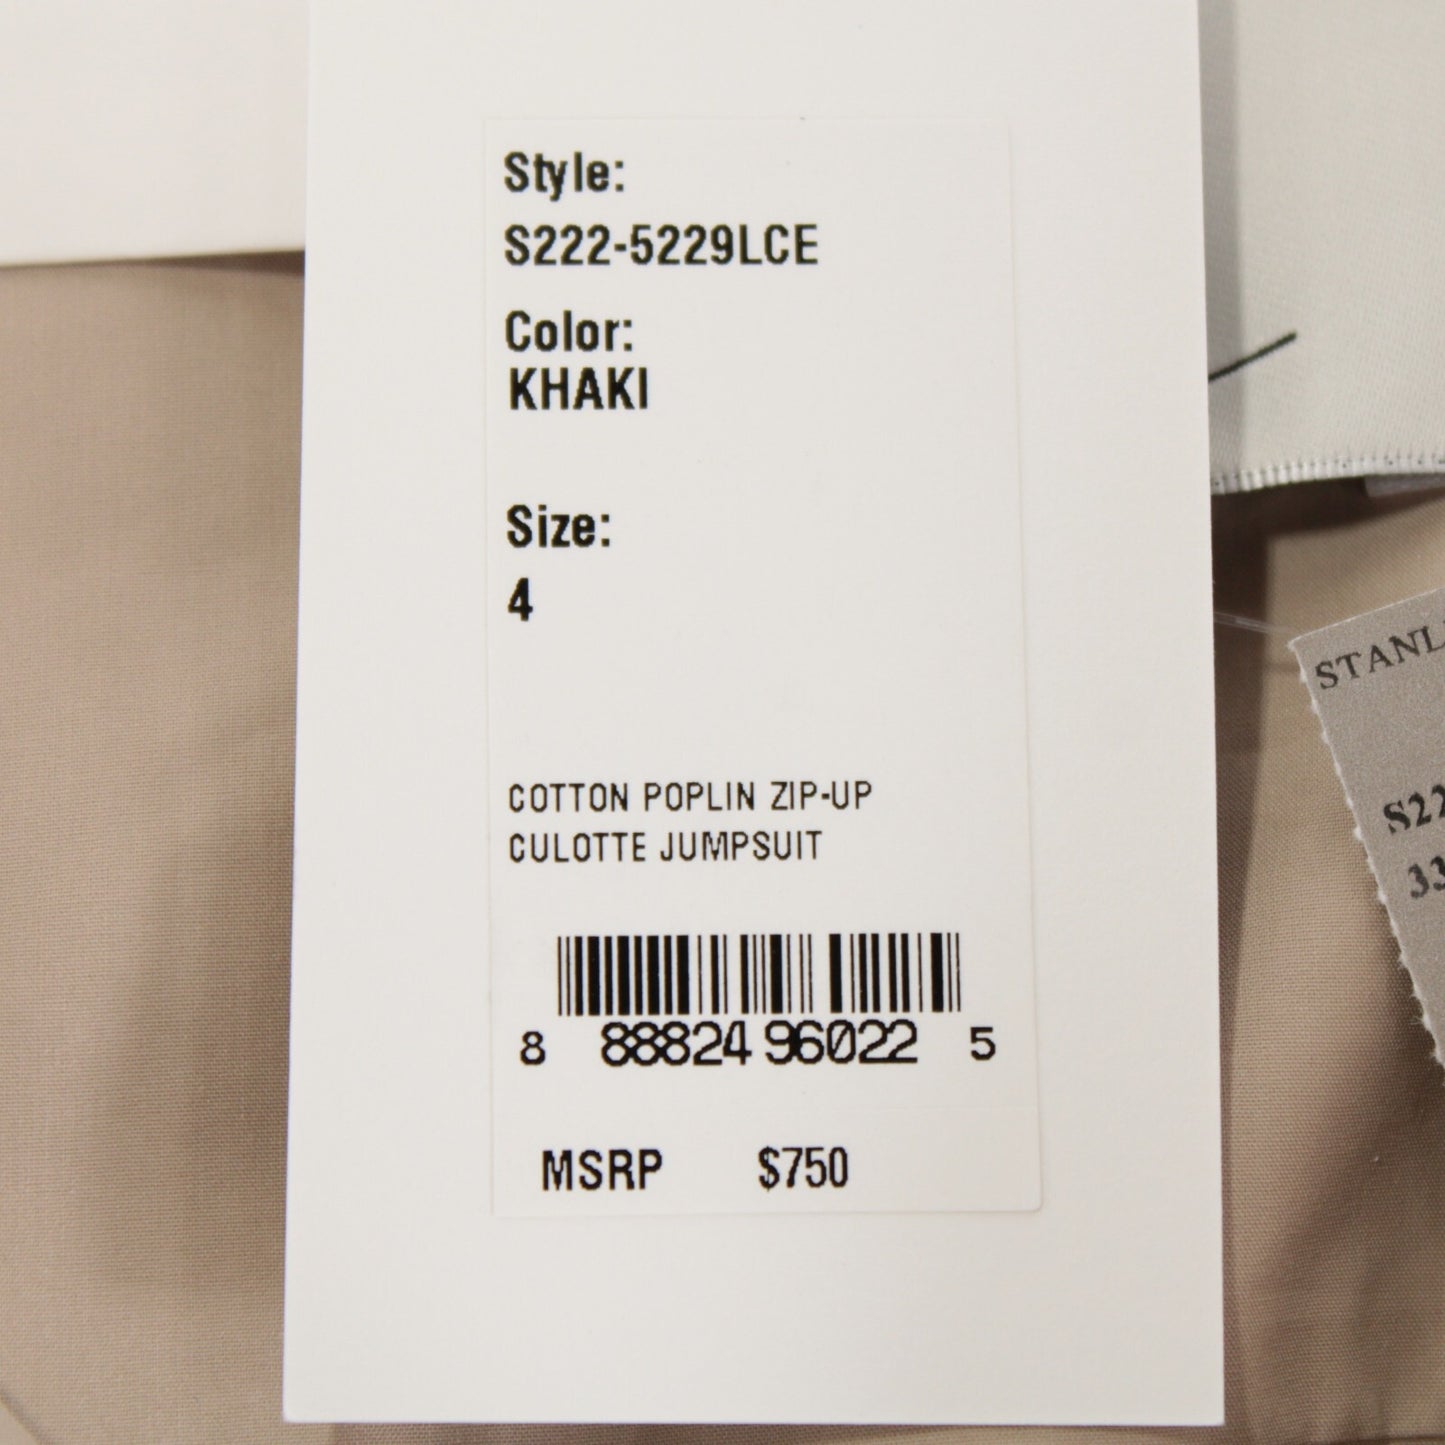 Style:
S222-5229LCE
Color:
KHAKI
Size:
4
COTTON POPLIN ZIP-UP
CULOTTE JUMPSUIT
8 88824 96022 5
MSRP $750